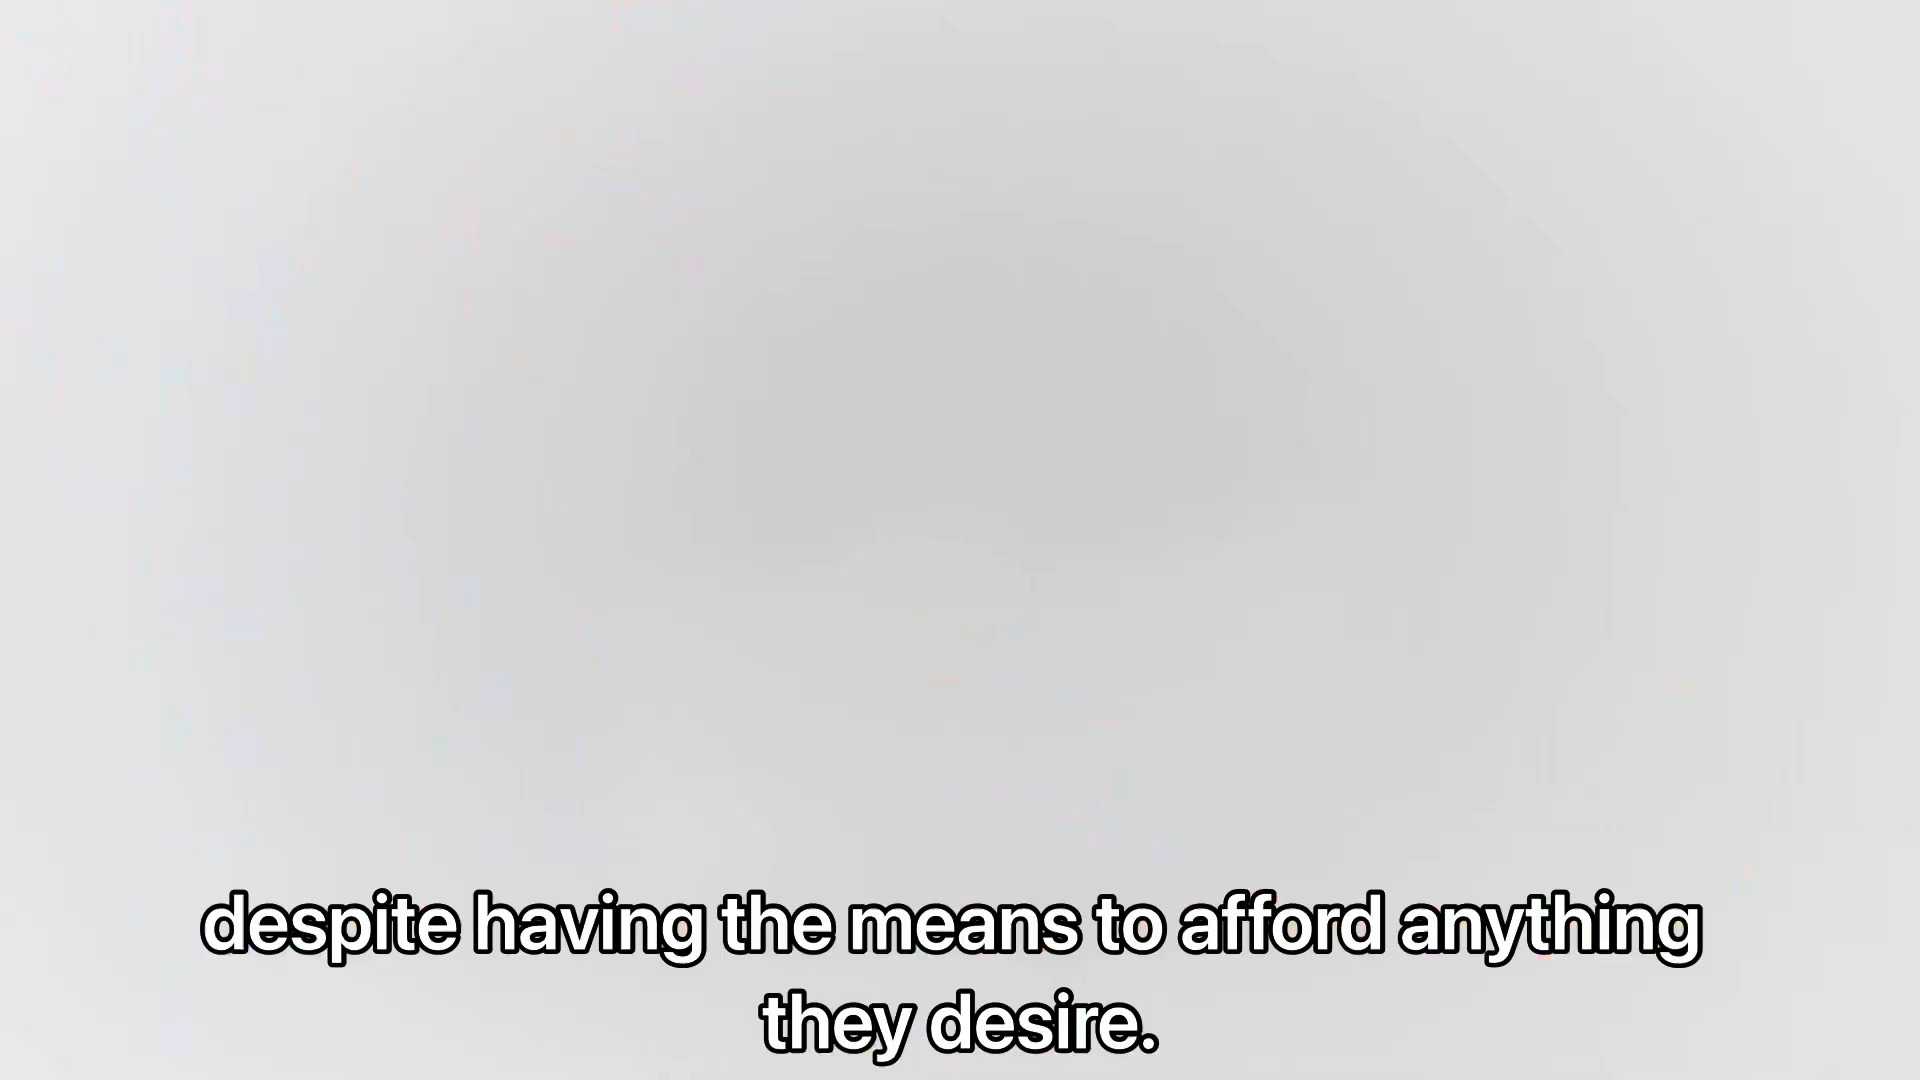 despite having the means to afford anything
they desire.